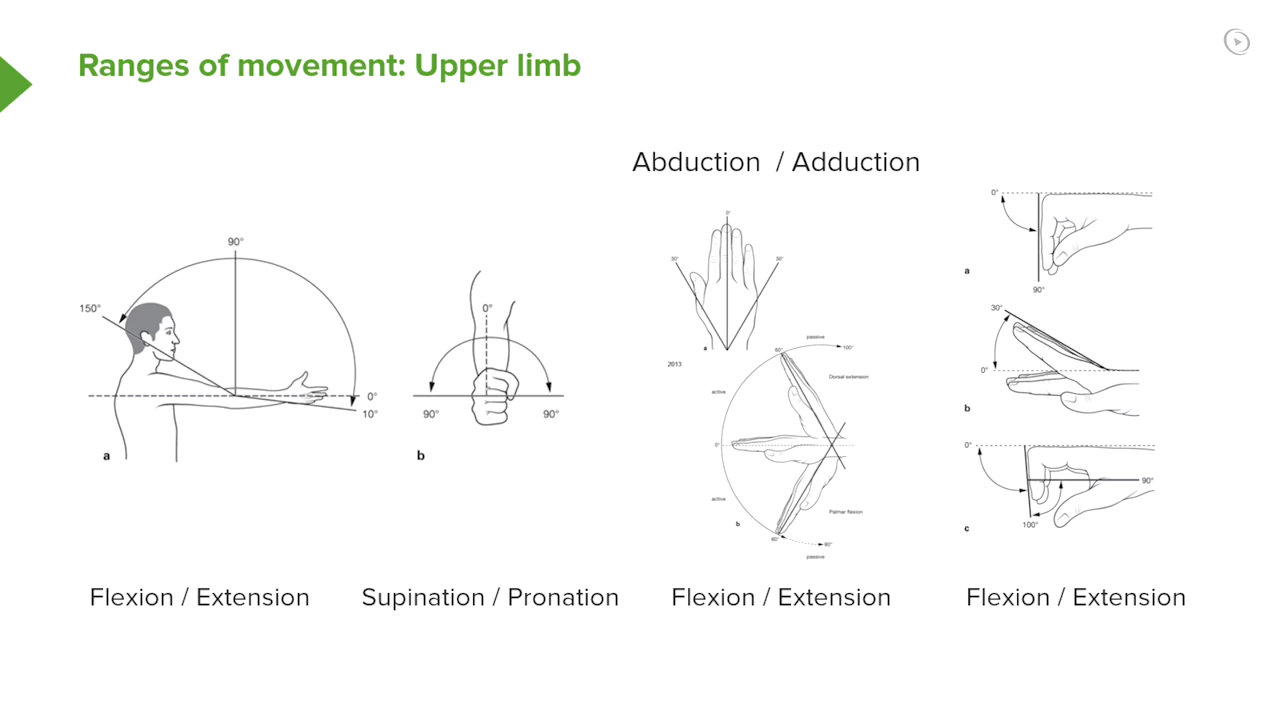 Ranges of movement: Upper limb
Abduction / Adduction
90°
150°
0°
10°
a
0°
90°
90°
b
0°
30°
30°
a
2013
60°
passive
100°
Dorsal extension
active
0°
active
Palmar flexion
b
60°
80°
passive
0°
a
90°
30°
0°
b
0°
90°
100°
c
Flexion / Extension
Supination / Pronation
Flexion / Extension
Flexion / Extension